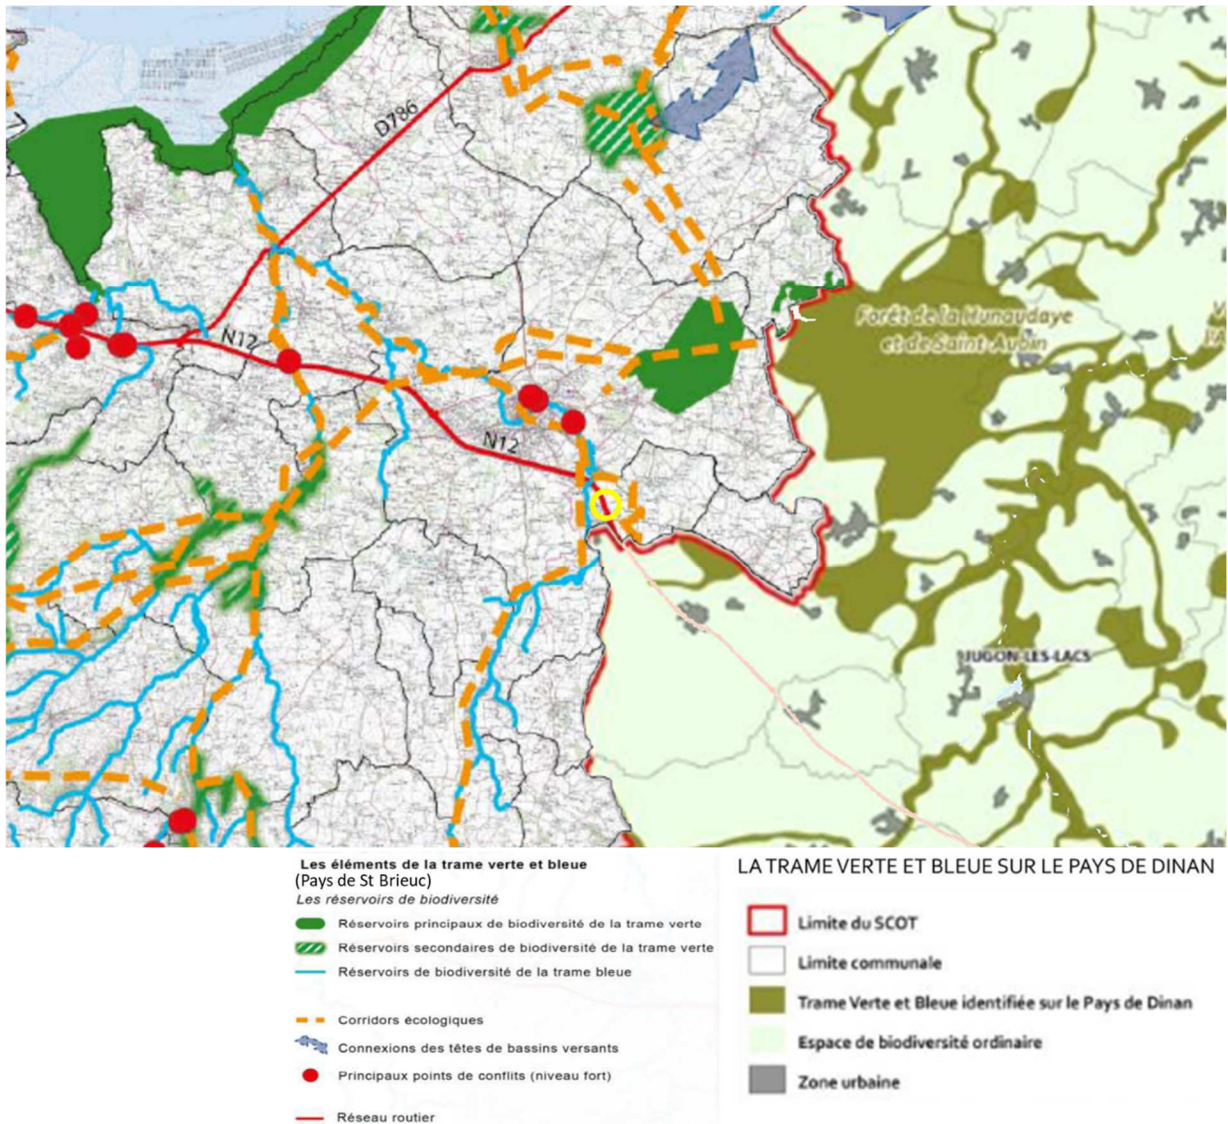 D786
N12
N12
Forêt de la Hunaudaye
et de Saint-Aubin
JUGON-LES-LACS
Les éléments de la trame verte et bleue
(Pays de St Brieuc)
Les réservoirs de biodiversité
Réservoirs principaux de biodiversité de la trame verte
Réservoirs secondaires de biodiversité de la trame verte
Réservoirs de biodiversité de la trame bleue
Corridors écologiques
Connexions des têtes de bassins versants
Principaux points de conflits (niveau fort)
Réseau routier
LA TRAME VERTE ET BLEUE SUR LE PAYS DE DINAN
Limite du SCOT
Limite communale
Trame Verte et Bleue identifiée sur le Pays de Dinan
Espace de biodiversité ordinaire
Zone urbaine